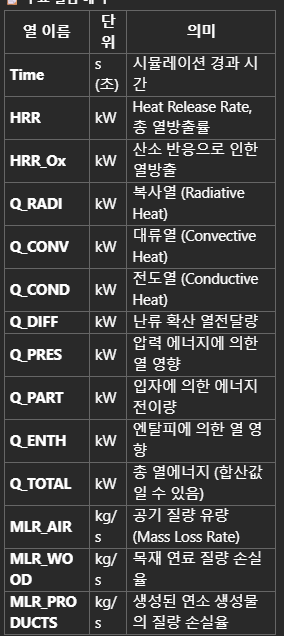 열 이름 단위 의미
Time s (초) 시뮬레이션 경과 시간
HRR kW Heat Release Rate, 총 열방출률
HRR_Ox kW 산소 반응으로 인한 열방출
Q_RADI kW 복사열 (Radiative Heat)
Q_CONV kW 대류열 (Convective Heat)
Q_COND kW 전도열 (Conductive Heat)
Q_DIFF kW 난류 확산 열전달량
Q_PRES kW 압력 에너지에 의한 열 영향
Q_PART kW 입자에 의한 에너지 전이량
Q_ENTH kW 엔탈피에 의한 열 영향
Q_TOTAL kW 총 열에너지 (합산값일 수 있음)
MLR_AIR kg/s 공기 질량 유량 (Mass Loss Rate)
MLR_WOOD kg/s 목재 연료 질량 손실율
MLR_PRODUCTS kg/s 생성된 연소 생성물의 질량 손실율